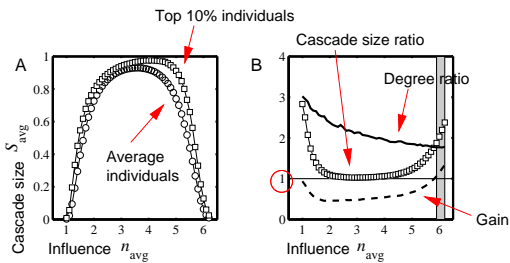 Top 10% individuals
Cascade size ratio
A
B
Degree ratio
Cascade size S_avg
1
0.8
0.6
0.4
0.2
0
Average
individuals
1 2 3 4 5 6
Influence n_avg
4
3
2
1
0
Gain
1 2 3 4 5 6
Influence n_avg